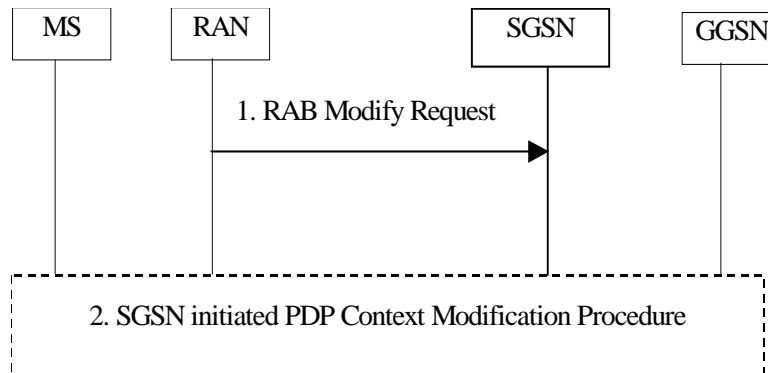 MS
RAN
SGSN
GGSN
1. RAB Modify Request
2. SGSN initiated PDP Context Modification Procedure